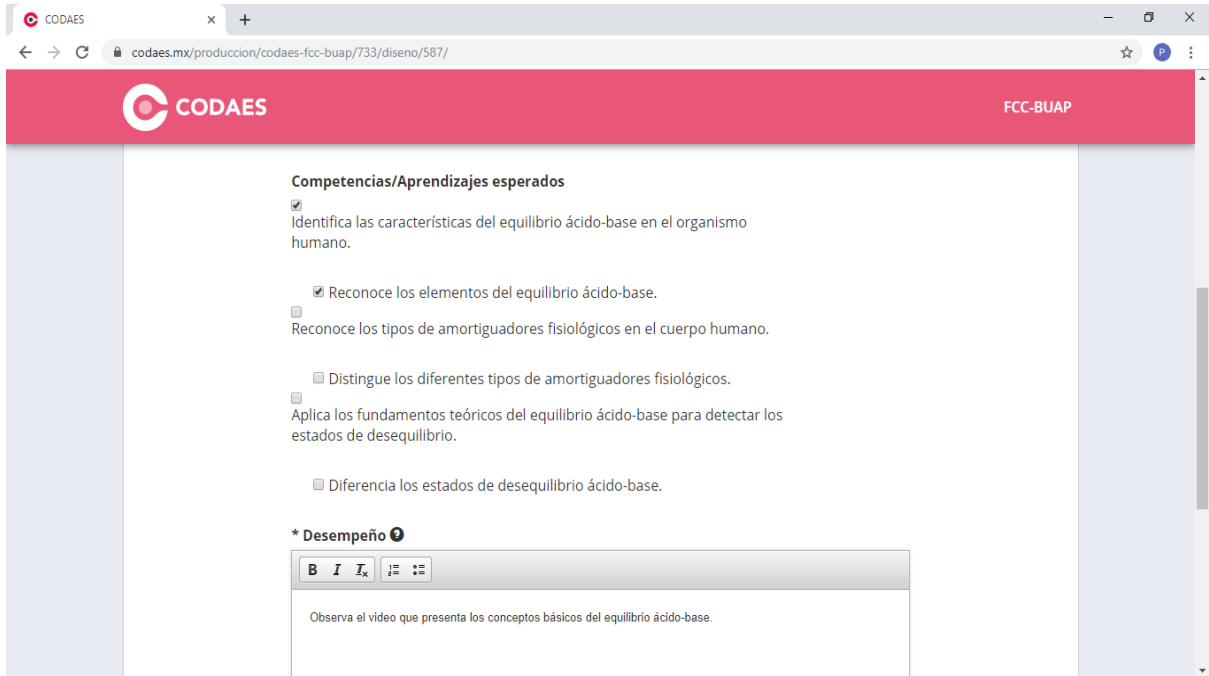 CODAES
codaes.mx/produccion/codaes-fcc-buap/733/diseno/587/
P
CODAES
FCC-BUAP
Competencias/Aprendizajes esperados
Identifica las características del equilibrio ácido-base en el organismo
humano.
Reconoce los elementos del equilibrio ácido-base.
Reconoce los tipos de amortiguadores fisiológicos en el cuerpo humano.
Distingue los diferentes tipos de amortiguadores fisiológicos.
Aplica los fundamentos teóricos del equilibrio ácido-base para detectar los
estados de desequilibrio.
Diferencia los estados de desequilibrio ácido-base.
* Desempeño ?
B I Ix
Observa el video que presenta los conceptos básicos del equilibrio ácido-base.